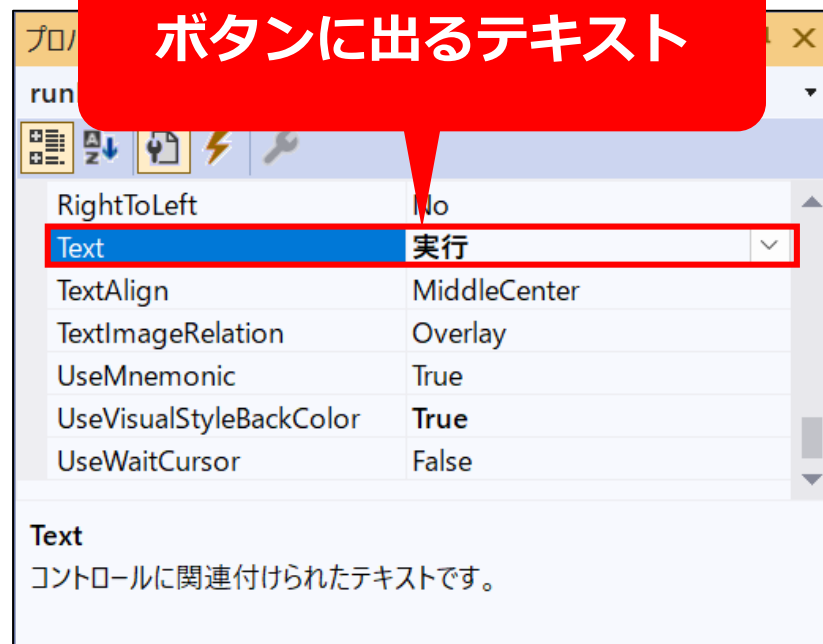 ボタンに出るテキスト
プロパ
run
RightToLeft No
Text 実行
TextAlign MiddleCenter
TextImageRelation Overlay
UseMnemonic True
UseVisualStyleBackColor True
UseWaitCursor False
Text
コントロールに関連付けられたテキストです。